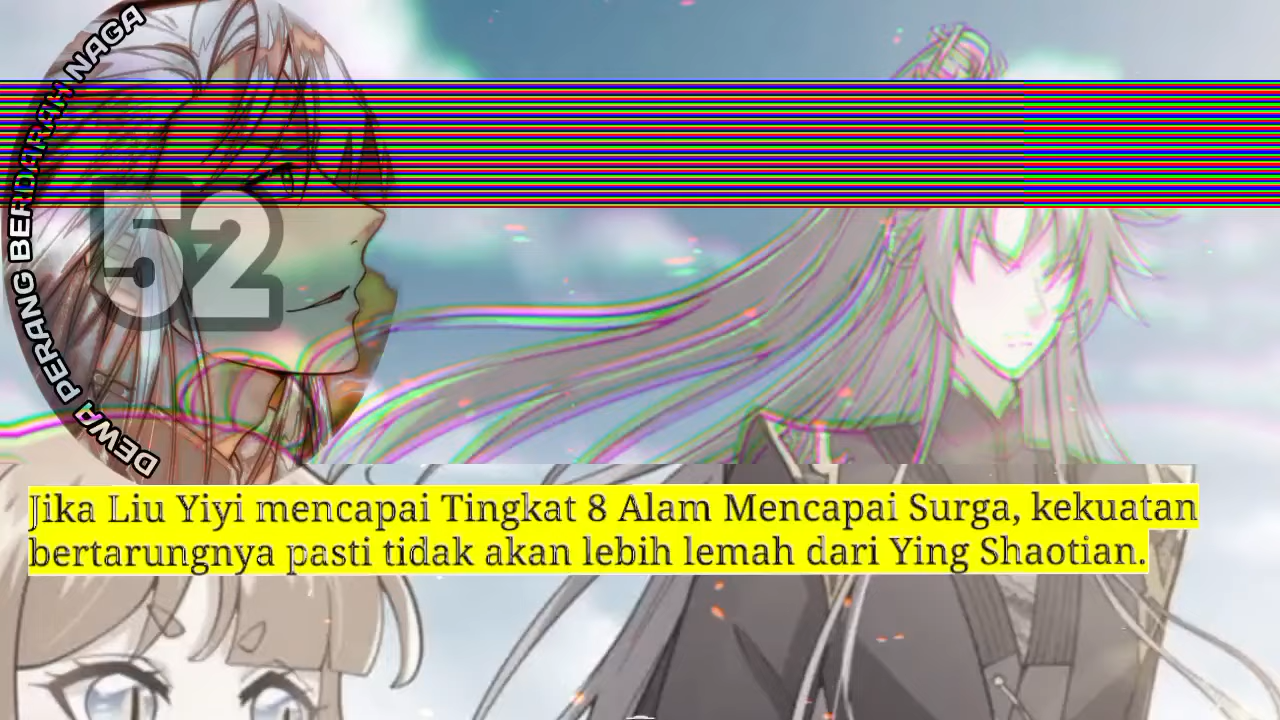 DEWA PERANG BERDARAH NAGA
52
Jika Liu Yiyi mencapai Tingkat 8 Alam Mencapai Surga, kekuatan
bertarungnya pasti tidak akan lebih lemah dari Ying Shaotian.